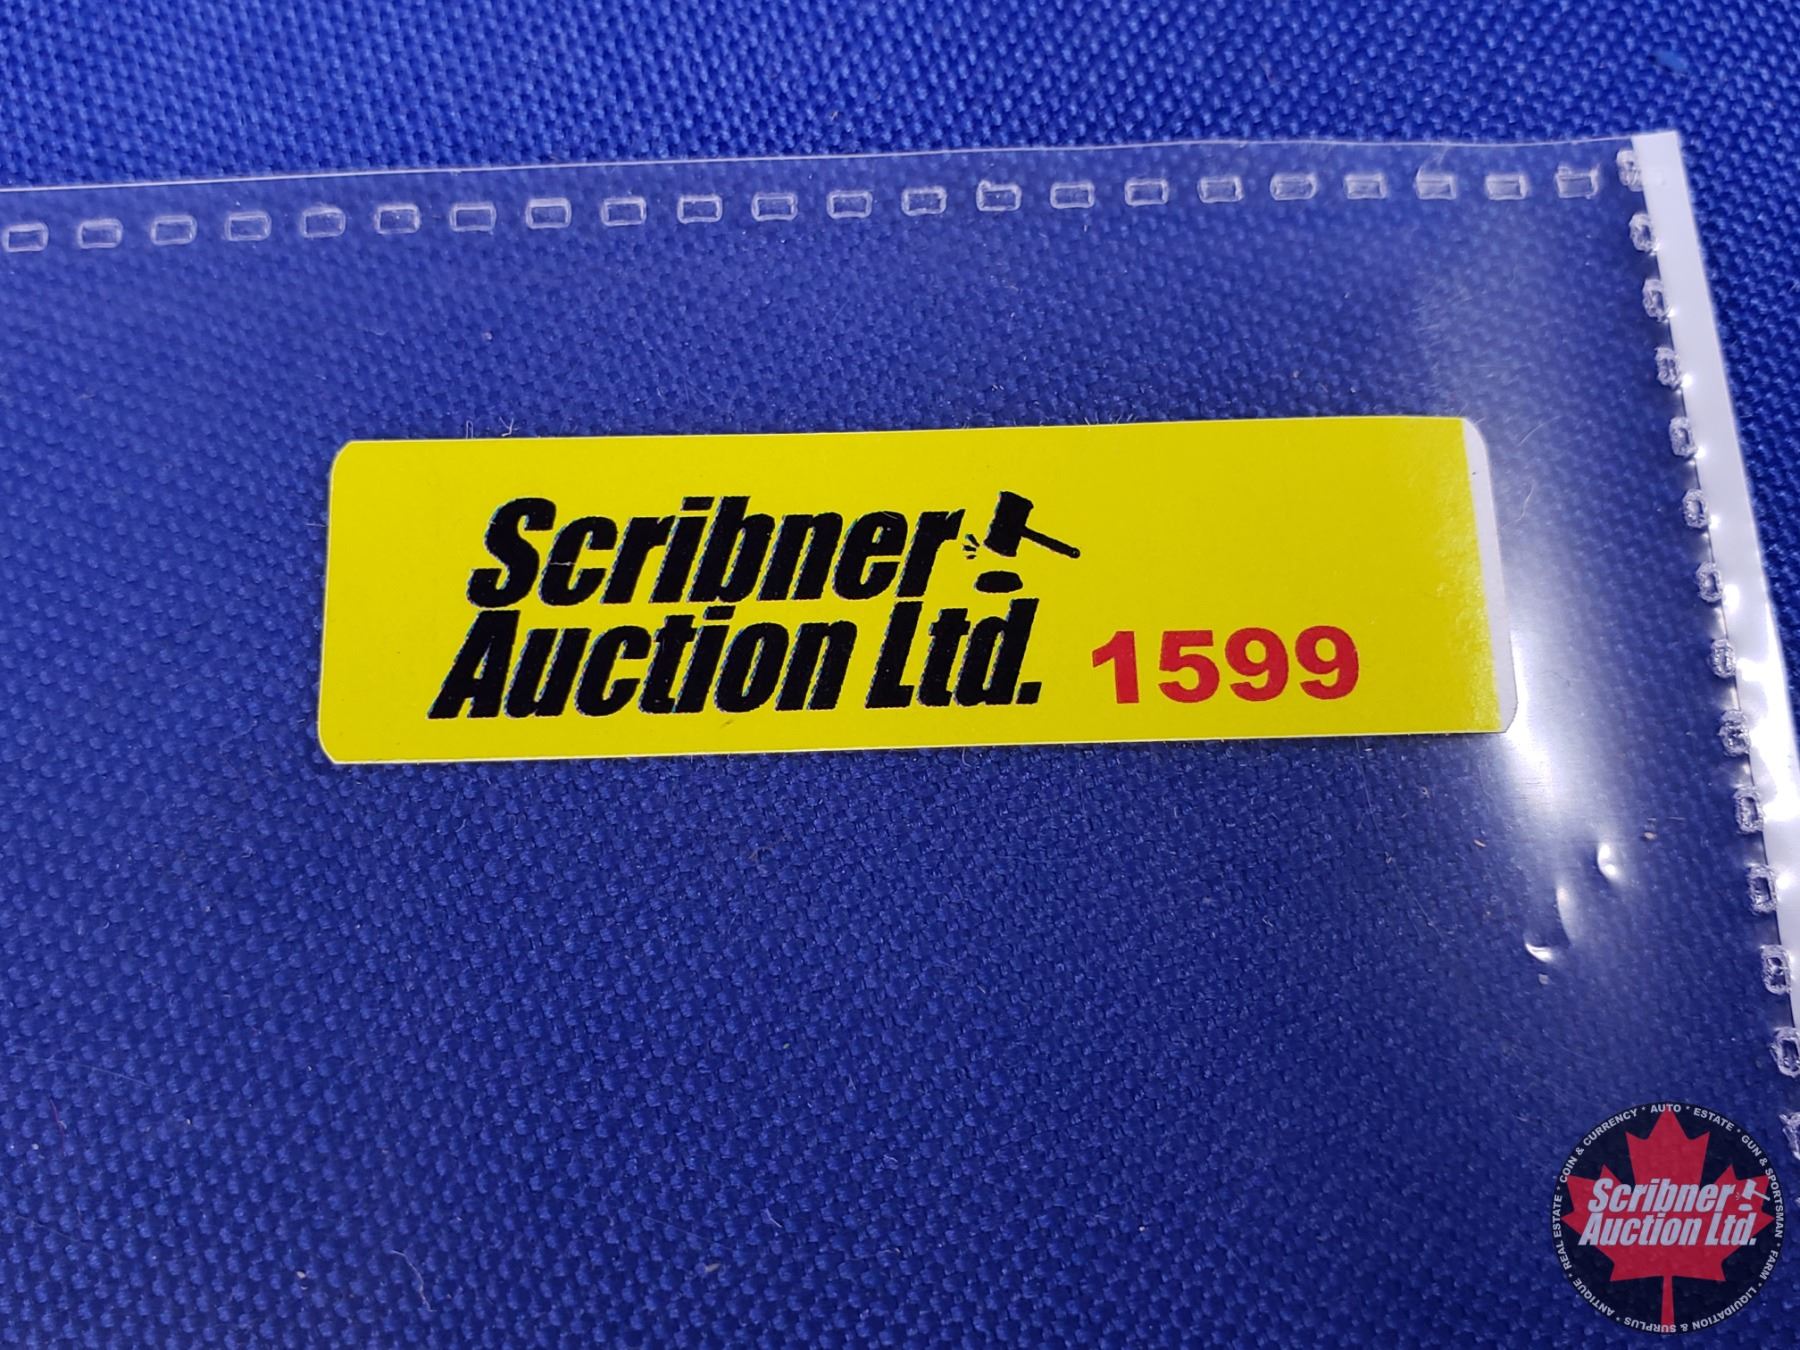 Scribner
Auction Ltd. 1599
COIN & CURRENCY * AUTO * ESTATE * GUN & SPORTSMAN * FARM * LIQUIDATION & SURPLUS * ANTIQUE * REAL ESTATE *
Scribner
Auction Ltd.